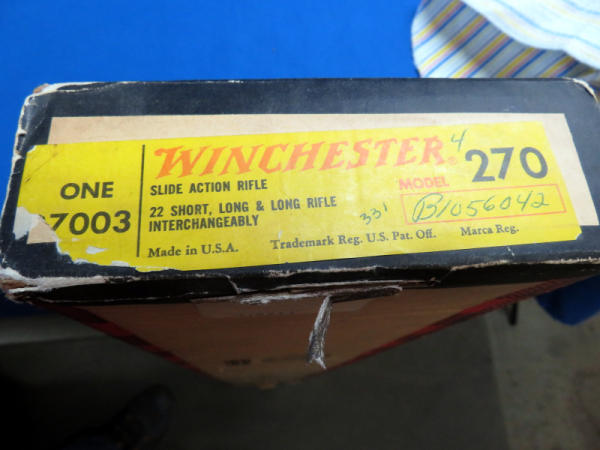 ONE
7003
WINCHESTER® 4
SLIDE ACTION RIFLE
22 SHORT, LONG & LONG RIFLE
INTERCHANGEABLY
MODEL 270
B1056042
331
Made in U.S.A. Trademark Reg. U.S. Pat. Off. Marca Reg.